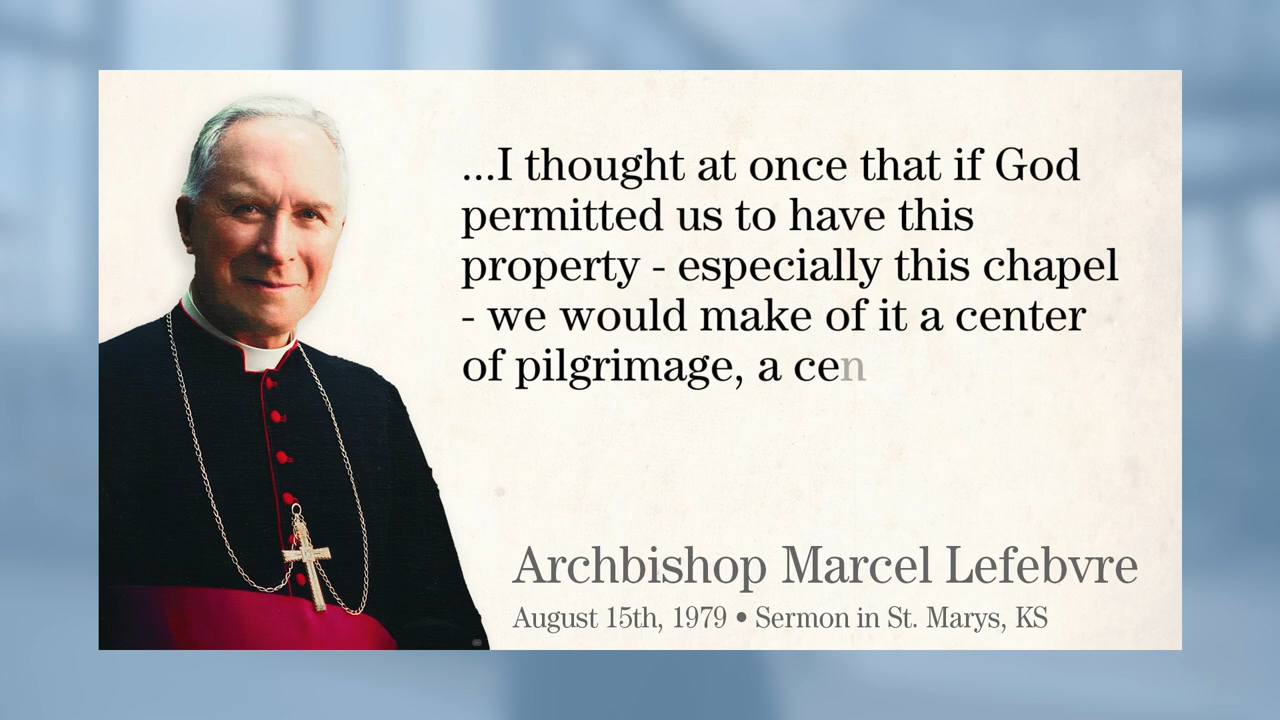 ...I thought at once that if God
permitted us to have this
property - especially this chapel
- we would make of it a center
of pilgrimage, a cen
Archbishop Marcel Lefebvre
August 15th, 1979 • Sermon in St. Marys, KS